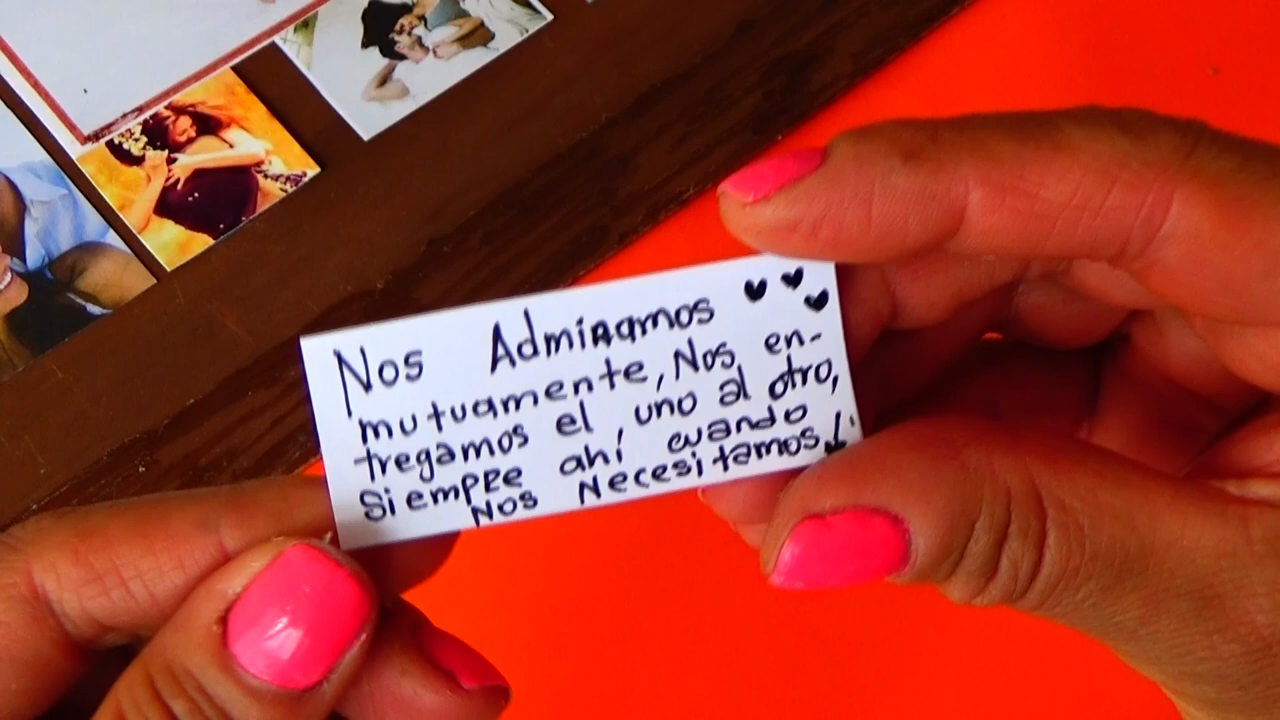 Nos Admiramos
mutuamente, Nos en-
tregamos el uno al otro,
Siempre ahí cuando
Nos Necesitamos